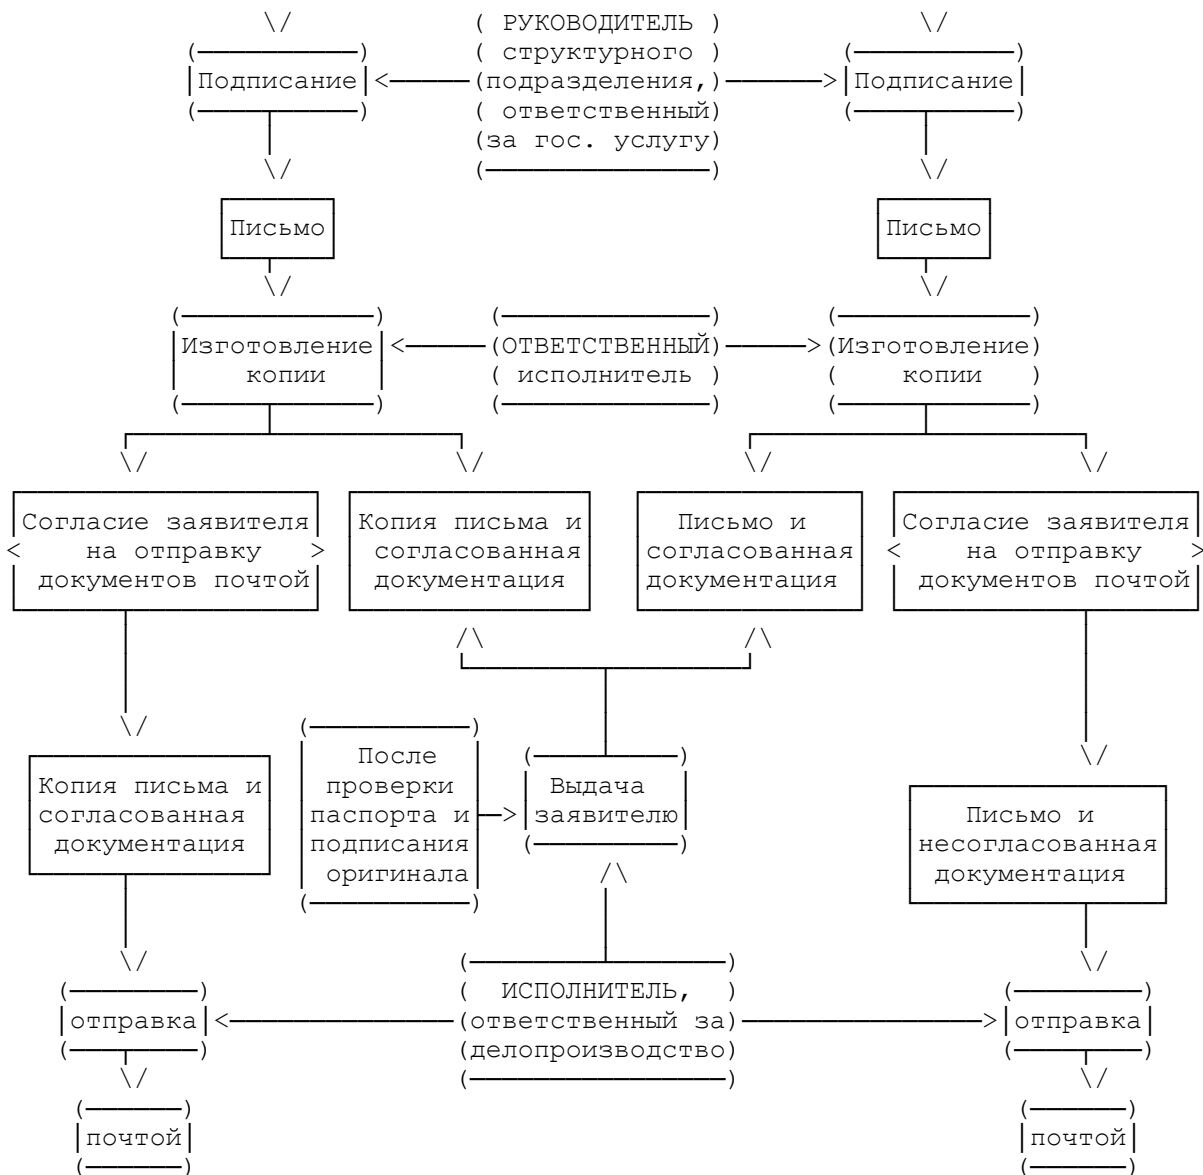 ( РУКОВОДИТЕЛЬ )
( структурного )
Подписание
(подразделения,)
Подписание
( ответственный)
(за гос. услугу)
Письмо
Письмо
Изготовление
копии
(ОТВЕТСТВЕННЫЙ)
( исполнитель )
(Изготовление)
( копии )
Согласие заявителя
на отправку
документов почтой
Копия письма и
согласованная
документация
Письмо и
согласованная
документация
Согласие заявителя
на отправку
документов почтой
Копия письма и
согласованная
документация
После
проверки
паспорта и
подписания
оригинала
Выдача
заявителю
Письмо и
несогласованная
документация
отправка
( ИСПОЛНИТЕЛЬ, )
(ответственный за)
(делопроизводство)
отправка
почтой
почтой